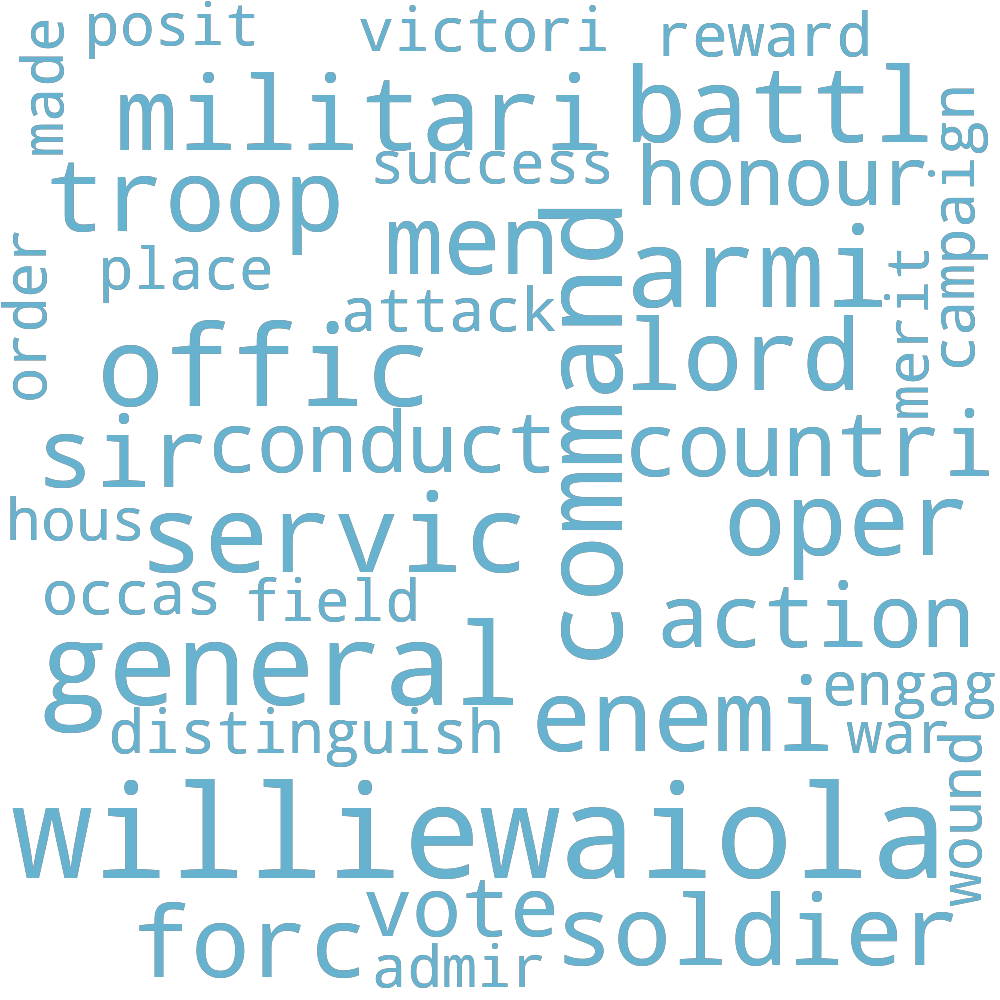 posit
victori
reward
made
militari
battl
campaign
success
troop
honour
men
command
armi
order
place
merit
attack
offic
lord
sir
conduct
countri
hous
servic
oper
occas
field
action
general
enemi
engag
distinguish
war
wound
williewaiola
vote
soldier
forc
admir